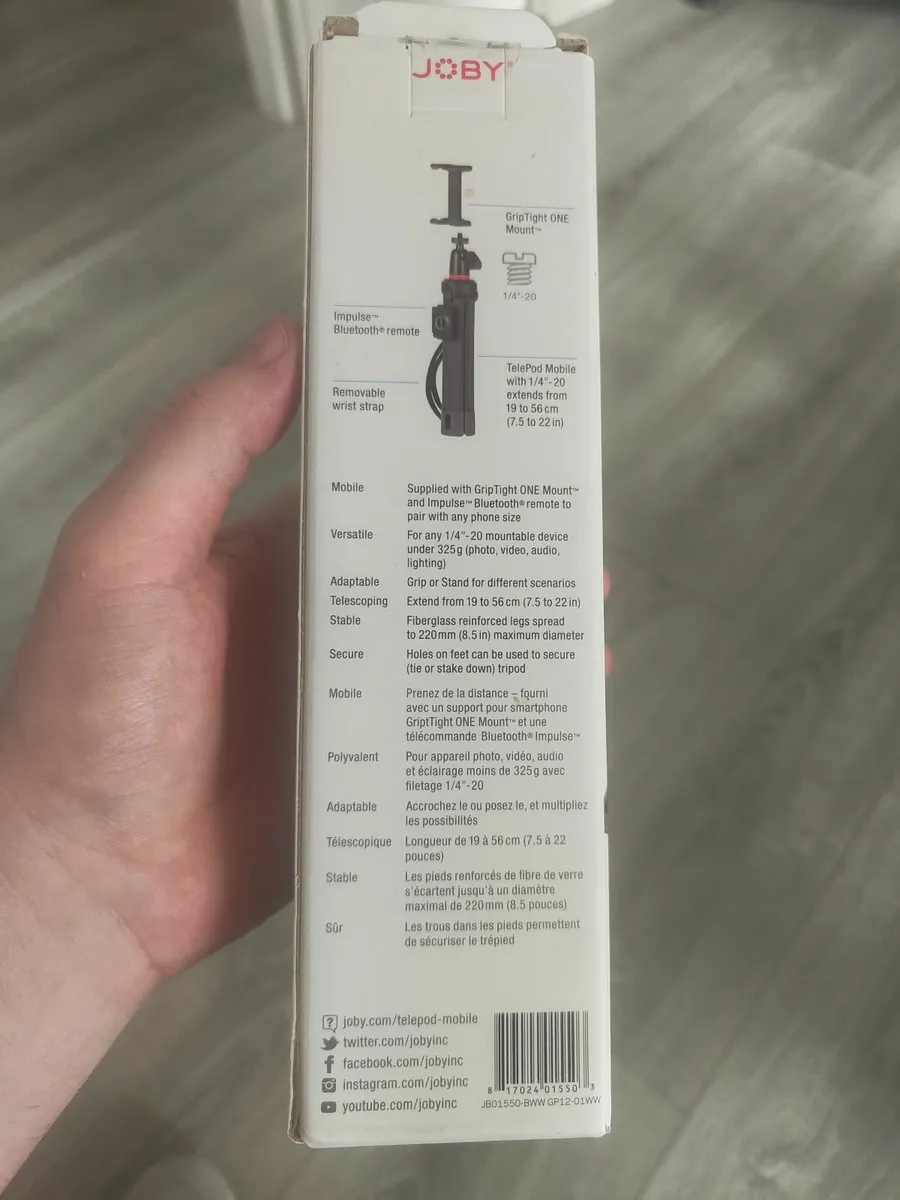 JOBY®
GripTight ONE
Mount™
1/4"-20
Impulse™
Bluetooth® remote
TelePod Mobile
with 1/4"-20
extends from
19 to 56 cm
(7.5 to 22 in)
Removable
wrist strap
Mobile Supplied with GripTight ONE Mount™
and Impulse™ Bluetooth® remote to
pair with any phone size
Versatile For any 1/4"-20 mountable device
under 325 g (photo, video, audio,
lighting)
Adaptable Grip or Stand for different scenarios
Telescoping Extend from 19 to 56 cm (7.5 to 22 in)
Stable Fiberglass reinforced legs spread
to 220 mm (8.5 in) maximum diameter
Secure Holes on feet can be used to secure
(tie or stake down) tripod
Mobile Prenez de la distance – fourni
avec un support pour smartphone
GriptTight ONE Mount™ et une
télécommande Bluetooth® Impulse™
Polyvalent Pour appareil photo, vidéo, audio
et éclairage moins de 325 g avec
filetage 1/4"-20
Adaptable Accrochez le ou posez le, et multipliez
les possibilités
Télescopique Longueur de 19 à 56 cm (7.5 à 22
pouces)
Stable Les pieds renforcés de fibre de verre
s'écartent jusqu'à un diamètre
maximal de 220 mm (8.5 pouces)
Sûr Les trous dans les pieds permettent
de sécuriser le trépied
joby.com/telepod-mobile
twitter.com/jobyinc
facebook.com/jobyinc
instagram.com/jobyinc
youtube.com/jobyinc
8 17024 01550 3
JB01550-BWW GP12-01WW